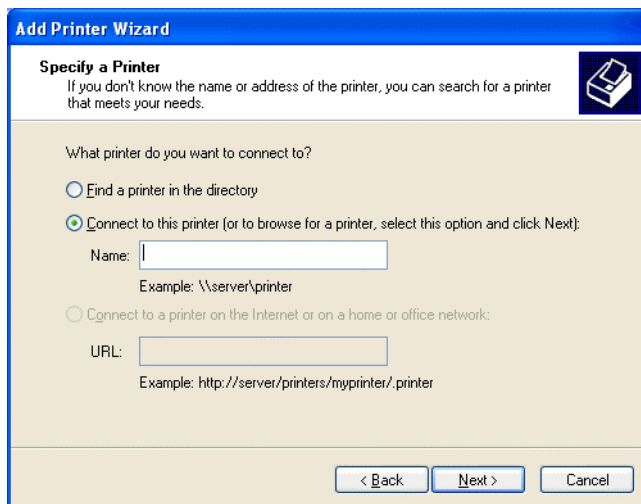 Add Printer Wizard
Specify a Printer
If you don't know the name or address of the printer, you can search for a printer
that meets your needs.
What printer do you want to connect to?
Find a printer in the directory
Connect to this printer (or to browse for a printer, select this option and click Next):
Name:
Example: \\server\printer
Connect to a printer on the Internet or on a home or office network:
URL:
Example: http://server/printers/myprinter/.printer
< Back Next > Cancel